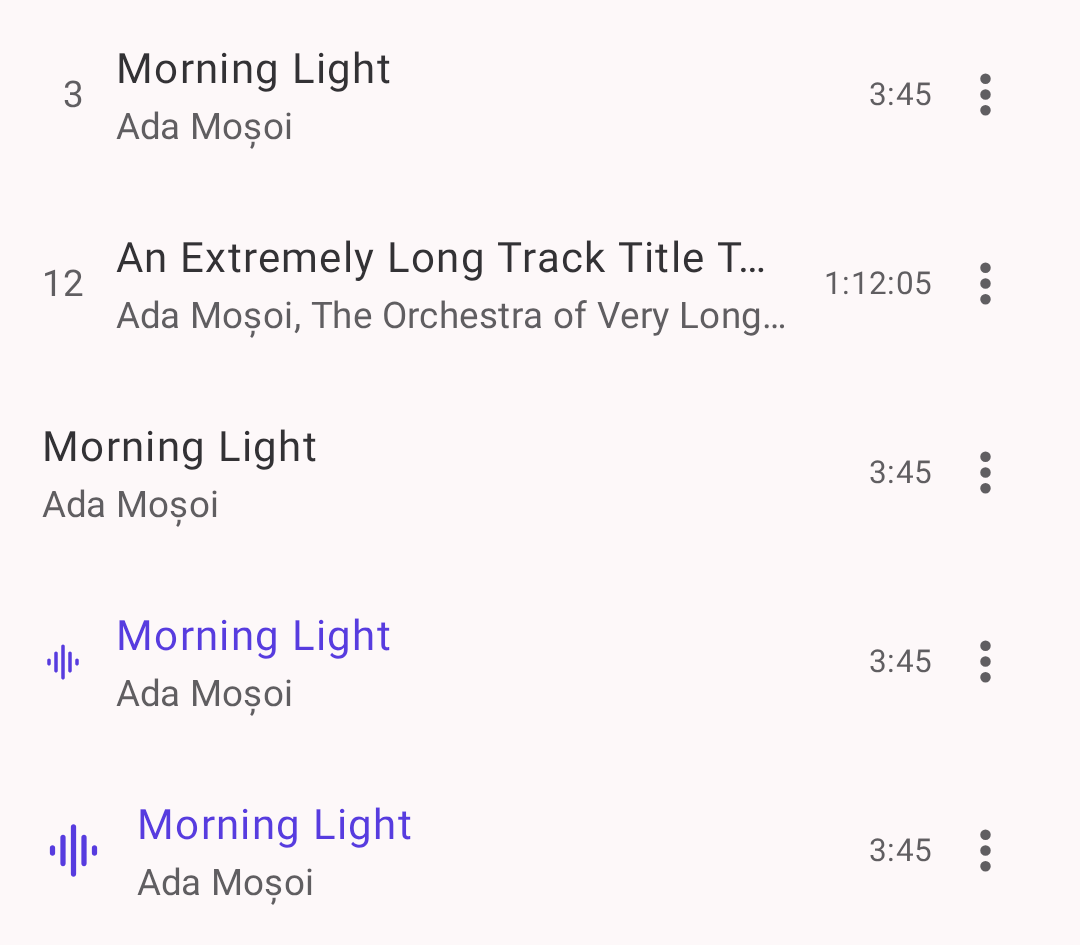 3
Morning Light
Ada Moșoi
3:45
12
An Extremely Long Track Title T…
Ada Moșoi, The Orchestra of Very Long…
1:12:05
Morning Light
Ada Moșoi
3:45
Morning Light
Ada Moșoi
3:45
Morning Light
Ada Moșoi
3:45